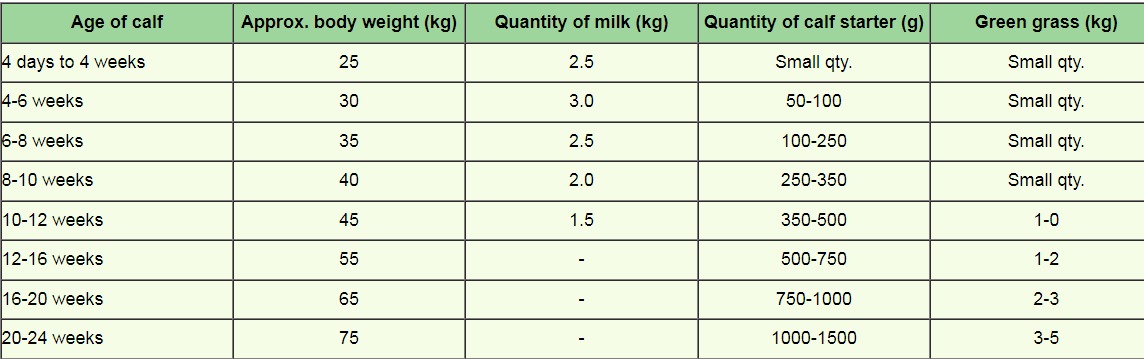 Age of calf Approx. body weight (kg) Quantity of milk (kg) Quantity of calf starter (g) Green grass (kg)
4 days to 4 weeks 25 2.5 Small qty. Small qty.
4-6 weeks 30 3.0 50-100 Small qty.
6-8 weeks 35 2.5 100-250 Small qty.
8-10 weeks 40 2.0 250-350 Small qty.
10-12 weeks 45 1.5 350-500 1-0
12-16 weeks 55 - 500-750 1-2
16-20 weeks 65 - 750-1000 2-3
20-24 weeks 75 - 1000-1500 3-5